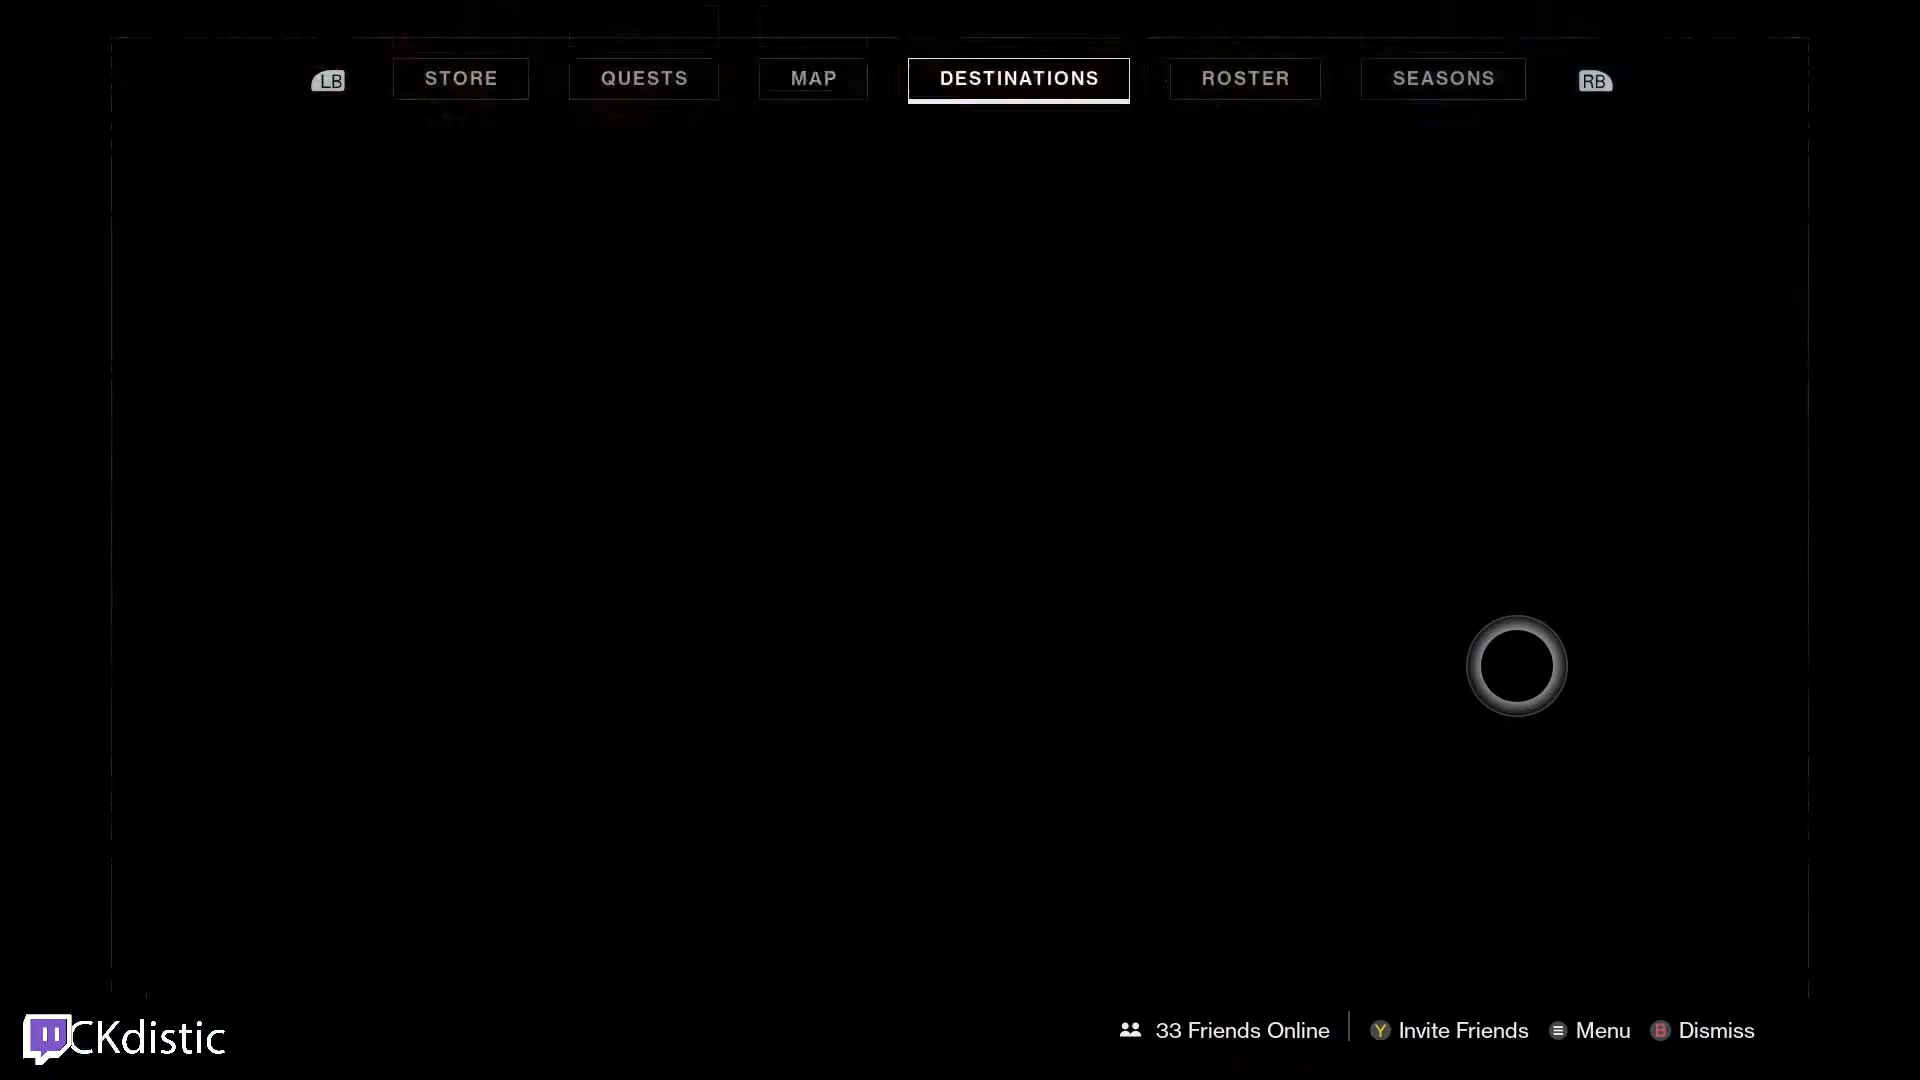 LB STORE QUESTS MAP DESTINATIONS ROSTER SEASONS RB
33 Friends Online Y Invite Friends Menu B Dismiss
CKdistic